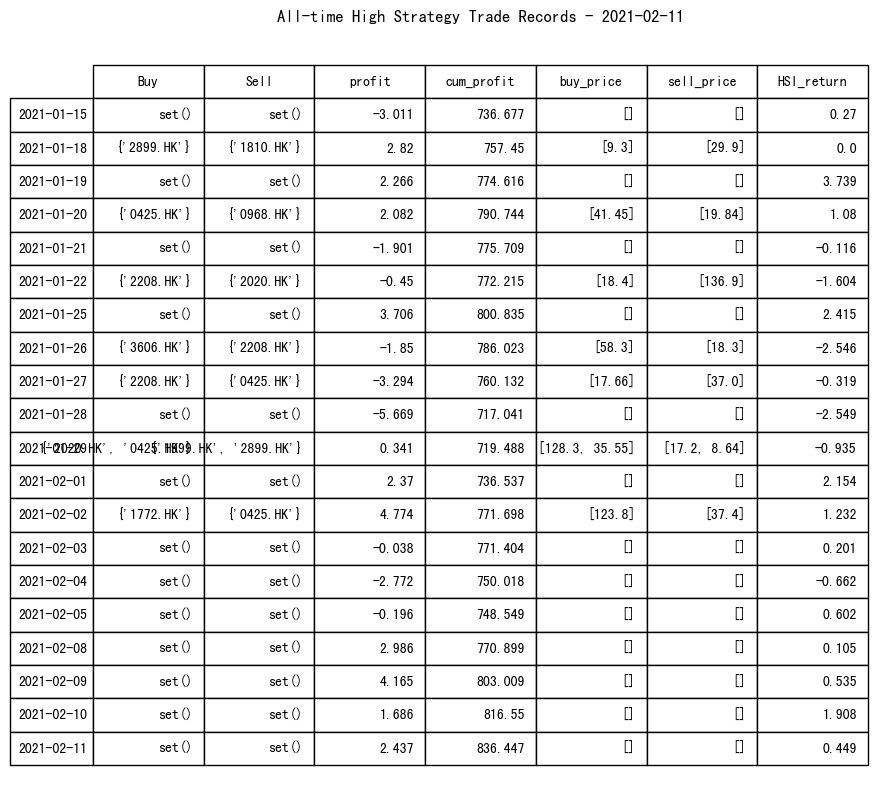 All-time High Strategy Trade Records - 2021-02-11
Buy Sell profit cum_profit buy_price sell_price HSI_return
2021-01-15 set() set() -3.011 736.677 [] [] 0.27
2021-01-18 {'2899.HK'} {'1810.HK'} 2.82 757.45 [9.3] [29.9] 0.0
2021-01-19 set() set() 2.266 774.616 [] [] 3.739
2021-01-20 {'0425.HK'} {'0968.HK'} 2.082 790.744 [41.45] [19.84] 1.08
2021-01-21 set() set() -1.901 775.709 [] [] -0.116
2021-01-22 {'2208.HK'} {'2020.HK'} -0.45 772.215 [18.4] [136.9] -1.604
2021-01-25 set() set() 3.706 800.835 [] [] 2.415
2021-01-26 {'3606.HK'} {'2208.HK'} -1.85 786.023 [58.3] [18.3] -2.546
2021-01-27 {'2208.HK'} {'0425.HK'} -3.294 760.132 [17.66] [37.0] -0.319
2021-01-28 set() set() -5.669 717.041 [] [] -2.549
2021-01-29 {'2020.HK', '0425.HK'} '2899.HK'} 0.341 719.488 [128.3, 35.55] [17.2, 8.64] -0.935
2021-02-01 set() set() 2.37 736.537 [] [] 2.154
2021-02-02 {'1772.HK'} {'0425.HK'} 4.774 771.698 [123.8] [37.4] 1.232
2021-02-03 set() set() -0.038 771.404 [] [] 0.201
2021-02-04 set() set() -2.772 750.018 [] [] -0.662
2021-02-05 set() set() -0.196 748.549 [] [] 0.602
2021-02-08 set() set() 2.986 770.899 [] [] 0.105
2021-02-09 set() set() 4.165 803.009 [] [] 0.535
2021-02-10 set() set() 1.686 816.55 [] [] 1.908
2021-02-11 set() set() 2.437 836.447 [] [] 0.449